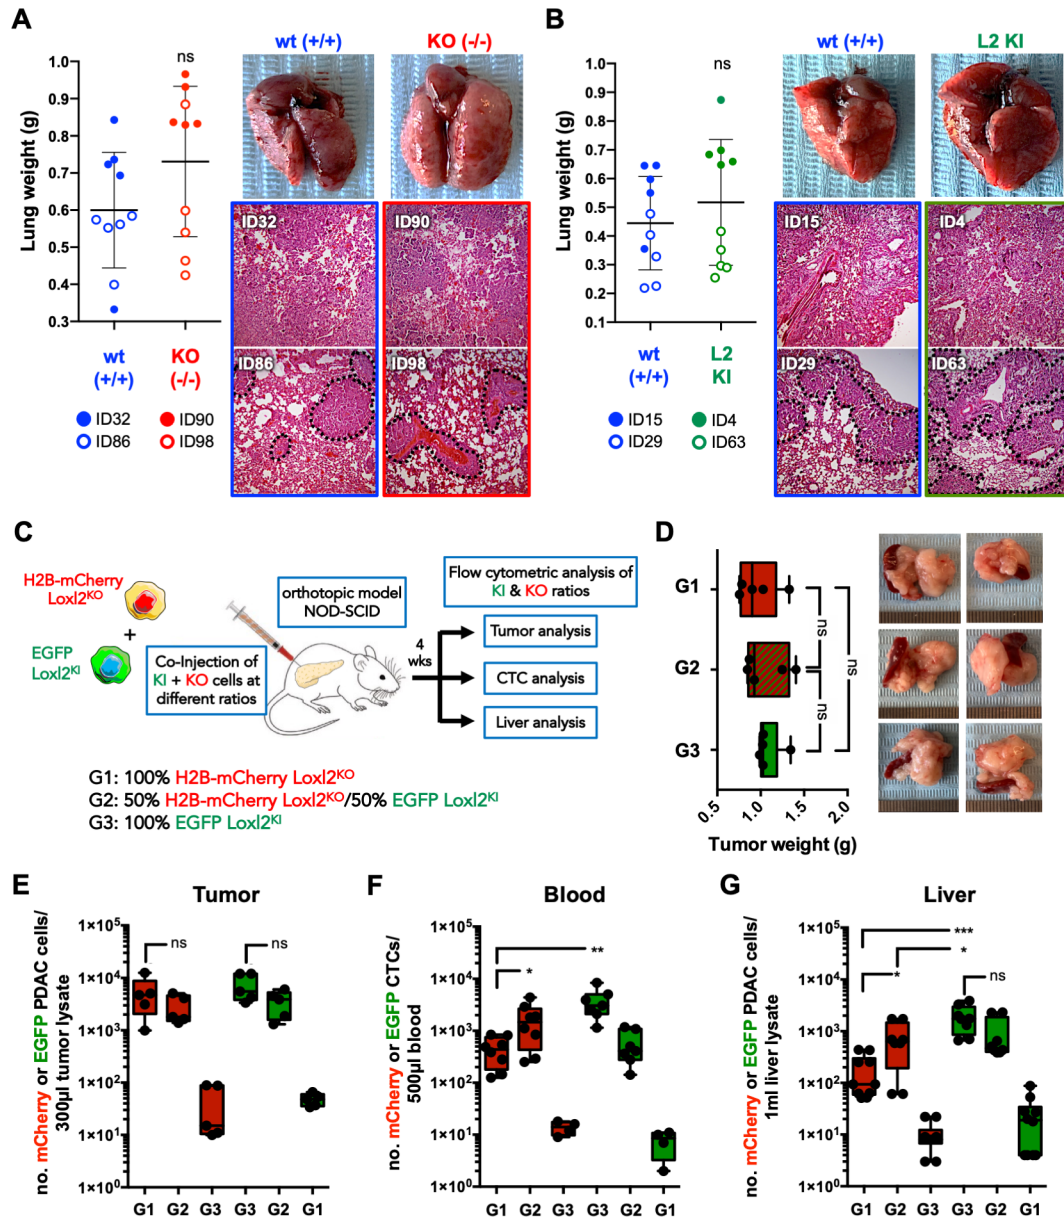 A
wt (+/+)
KO (-/-)
ns
Lung weight (g)
1.0
0.9
0.8
0.7
0.6
0.5
0.4
0.3
wt
(+/+)
KO
(-/-)
ID32
ID90
ID86
ID98
ID32
ID90
ID86
ID98
B
wt (+/+)
L2 KI
ns
Lung weight (g)
1.0
0.9
0.8
0.7
0.6
0.5
0.4
0.3
0.2
0.1
wt
(+/+)
L2
KI
ID15
ID4
ID29
ID63
ID15
ID4
ID29
ID63
C
H2B-mCherry
Loxl2KO
+
EGFP
Loxl2KI
Co-Injection of
KI + KO cells at
different ratios
orthotopic model
NOD-SCID
4
wks
Flow cytometric analysis of
KI & KO ratios
Tumor analysis
CTC analysis
Liver analysis
G1: 100% H2B-mCherry Loxl2KO
G2: 50% H2B-mCherry Loxl2KO/50% EGFP Loxl2KI
G3: 100% EGFP Loxl2KI
D
G1
G2
G3
ns
ns
ns
0.5
1.0
1.5
2.0
Tumor weight (g)
E
Tumor
no. mCherry or EGFP PDAC cells/
300µl tumor lysate
1×10⁵
1×10⁴
1×10³
1×10²
1×10¹
1×10⁰
ns
ns
G1 G2 G3 G3 G2 G1
F
Blood
no. mCherry or EGFP CTCs/
500µl blood
1×10⁵
1×10⁴
1×10³
1×10²
1×10¹
1×10⁰
**
*
G1 G2 G3 G3 G2 G1
G
Liver
no. mCherry or EGFP PDAC cells/
1ml liver lysate
1×10⁵
1×10⁴
1×10³
1×10²
1×10¹
1×10⁰
***
*
*
ns
G1 G2 G3 G3 G2 G1